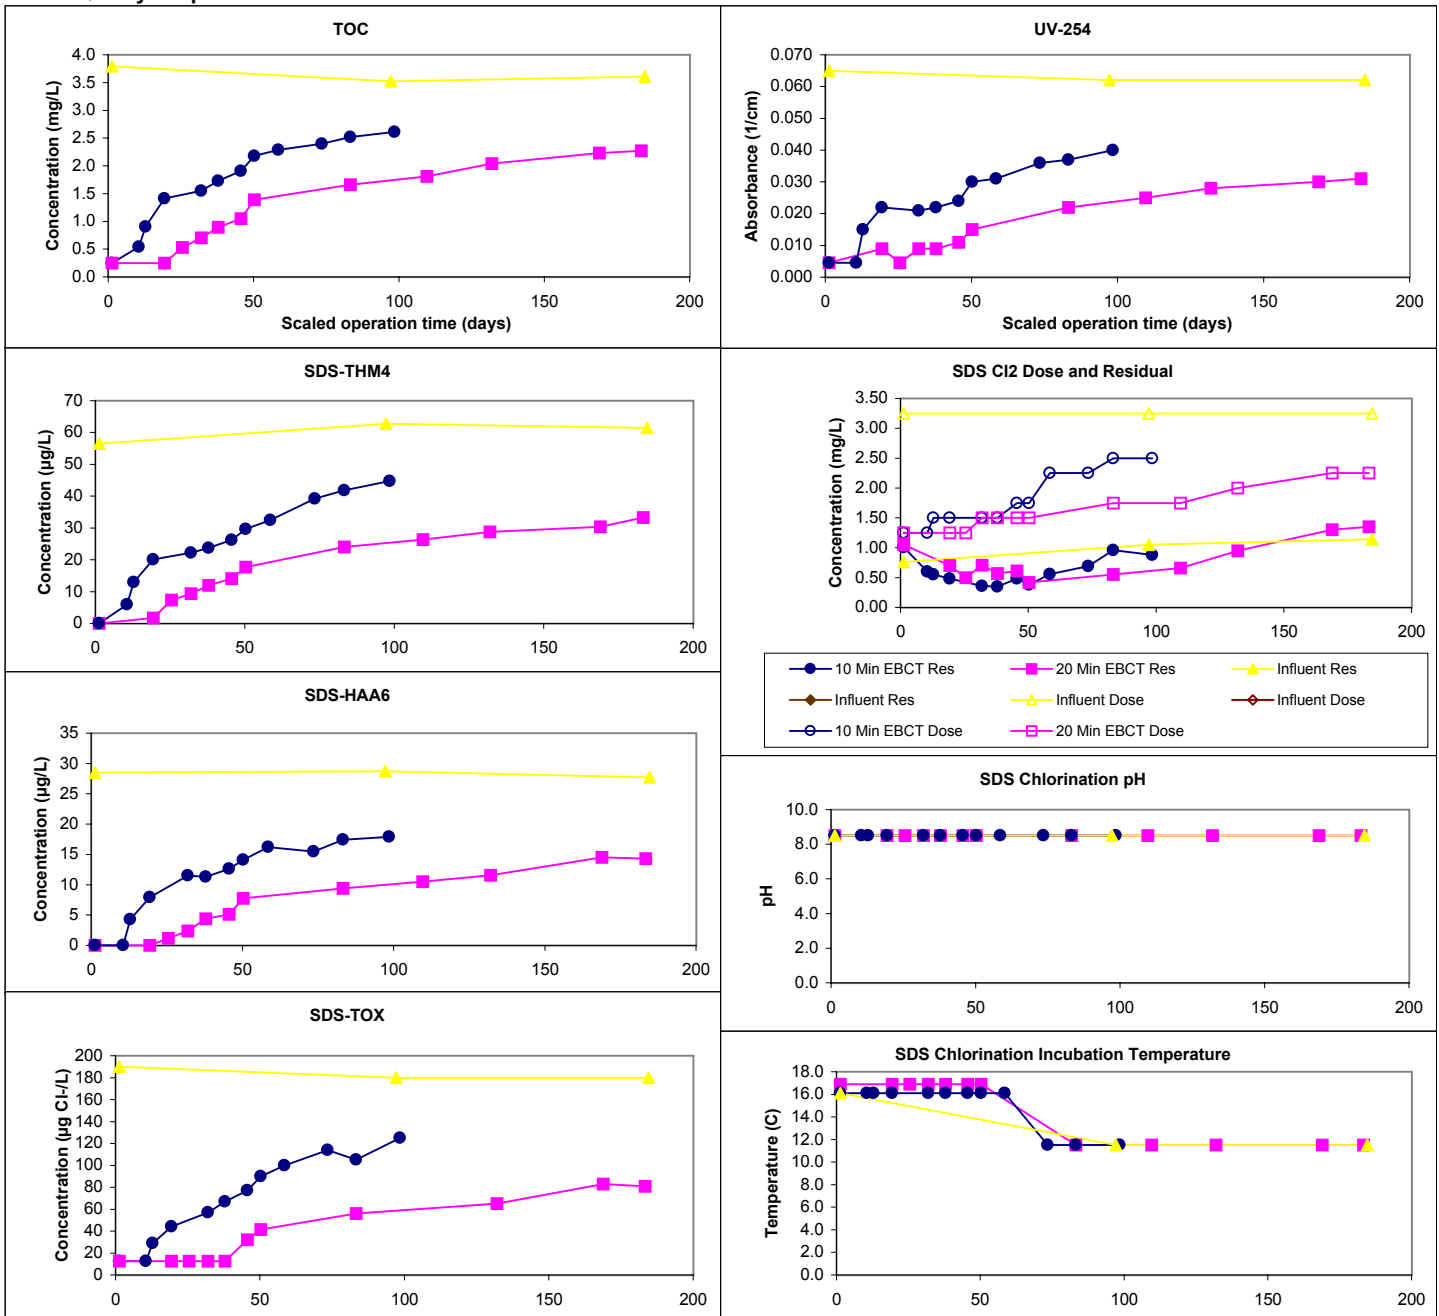 TOC
4.0
3.5
3.0
2.5
2.0
1.5
1.0
0.5
0.0
Concentration (mg/L)
0 50 100 150 200
Scaled operation time (days)
UV-254
0.070
0.060
0.050
0.040
0.030
0.020
0.010
0.000
Absorbance (1/cm)
0 50 100 150 200
Scaled operation time (days)
SDS-THM4
70
60
50
40
30
20
10
0
Concentration (µg/L)
0 50 100 150 200
SDS Cl2 Dose and Residual
3.50
3.00
2.50
2.00
1.50
1.00
0.50
0.00
Concentration (mg/L)
0 50 100 150 200
10 Min EBCT Res 20 Min EBCT Res Influent Res
Influent Res Influent Dose Influent Dose
10 Min EBCT Dose 20 Min EBCT Dose
SDS-HAA6
35
30
25
20
15
10
5
0
Concentration (µg/L)
0 50 100 150 200
SDS Chlorination pH
10.0
8.0
6.0
4.0
2.0
0.0
pH
0 50 100 150 200
SDS-TOX
200
180
160
140
120
100
80
60
40
20
0
Concentration (µg Cl-/L)
0 50 100 150 200
SDS Chlorination Incubation Temperature
18.0
16.0
14.0
12.0
10.0
8.0
6.0
4.0
2.0
0.0
Temperature (C)
0 50 100 150 200